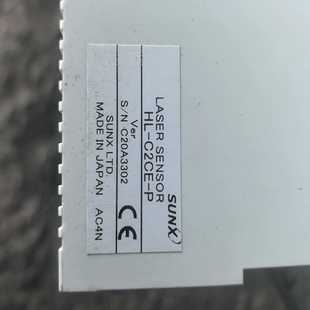 SUNX
LASER SENSOR
HL-C2CE-P
Ver
S/N C20A3302
CE
SUNX LTD.
MADE IN JAPAN AC4N